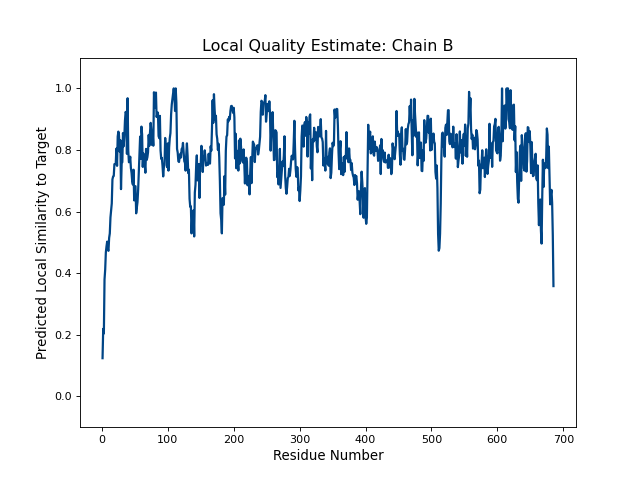 Local Quality Estimate: Chain B
Predicted Local Similarity to Target
1.0
0.8
0.6
0.4
0.2
0.0
0 100 200 300 400 500 600 700
Residue Number